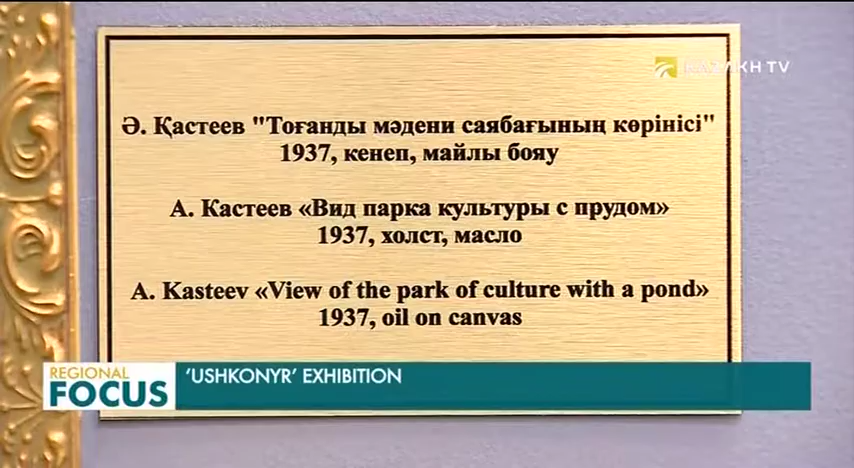 KAZAKH TV
Ә. Қастеев "Тоғанды мәдени саябағының көрінісі"
1937, кенеп, майлы бояу
А. Кастеев «Вид парка культуры с прудом»
1937, холст, масло
A. Kasteev «View of the park of culture with a pond»
1937, oil on canvas
REGIONAL
FOCUS
‘USHKONYR’ EXHIBITION